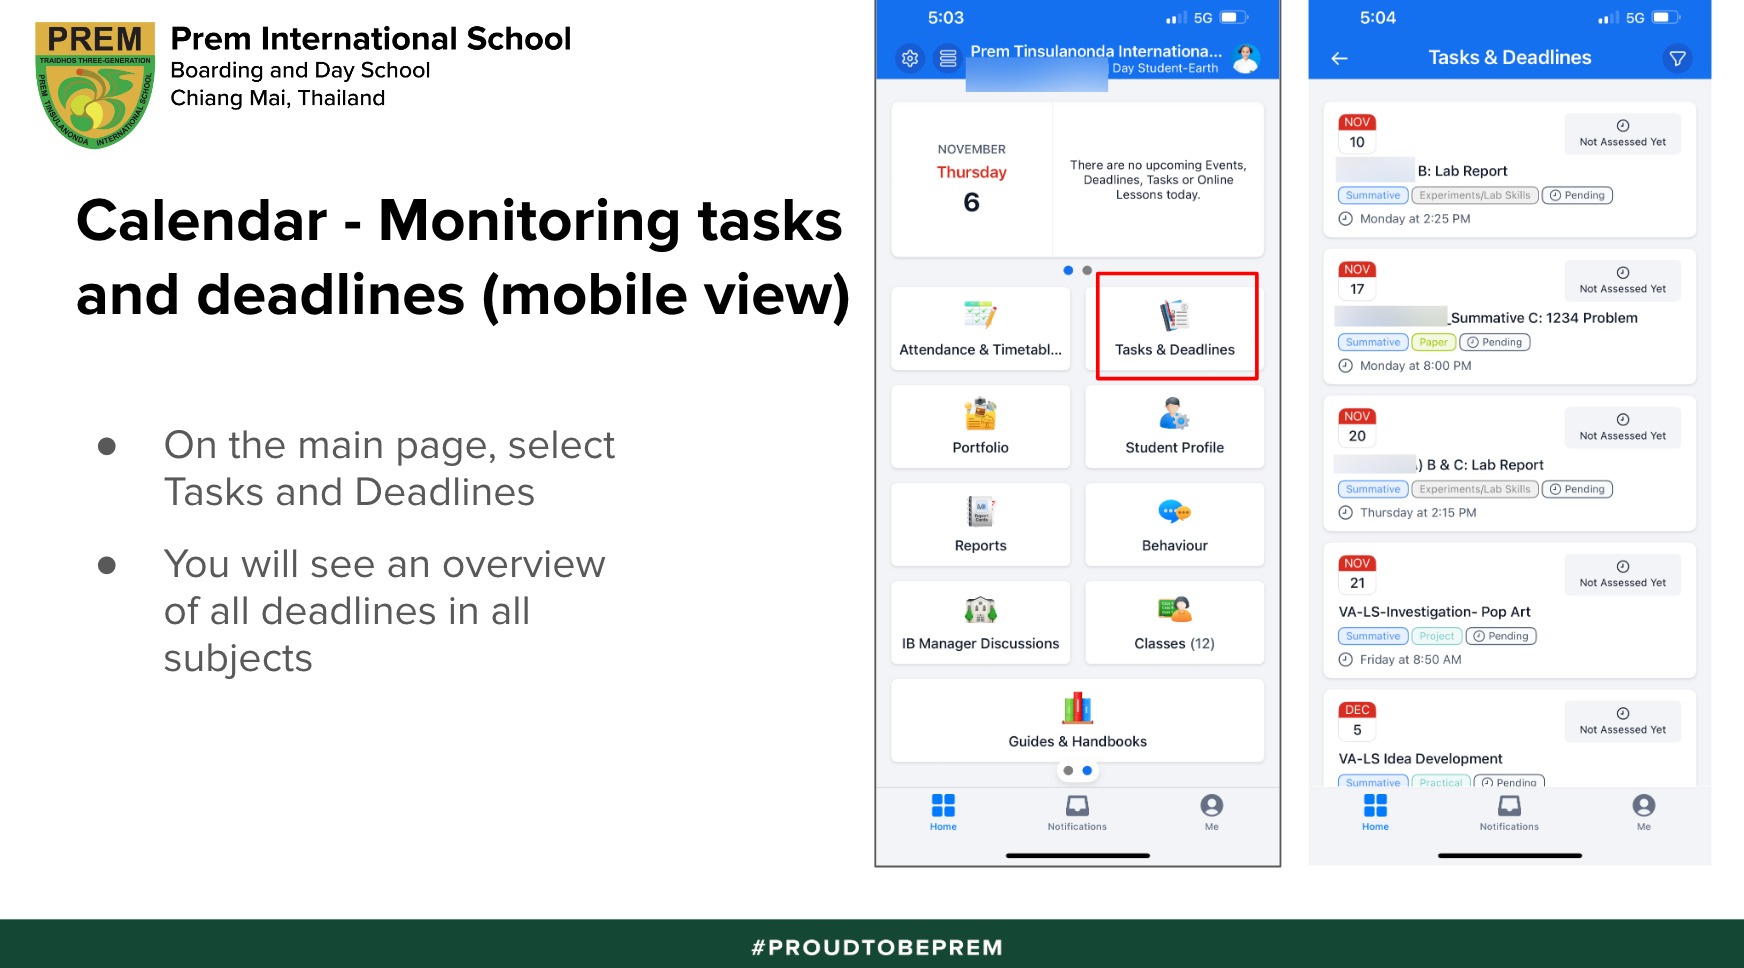 PREM
TRAIDHOS THREE-GENERATION
PREM TINSULANONDA INTERNATIONAL SCHOOL
Prem International School
Boarding and Day School
Chiang Mai, Thailand
Calendar - Monitoring tasks
and deadlines (mobile view)
● On the main page, select
Tasks and Deadlines
● You will see an overview
of all deadlines in all
subjects
5:03
5G
Prem Tinsulanonda Internationa...
Day Student-Earth
NOVEMBER
Thursday
6
There are no upcoming Events,
Deadlines, Tasks or Online
Lessons today.
Attendance & Timetabl...
Tasks & Deadlines
Portfolio
Student Profile
Reports
Behaviour
IB Manager Discussions
Classes (12)
Guides & Handbooks
Home
Notifications
Me
5:04
5G
Tasks & Deadlines
NOV
10
Not Assessed Yet
B: Lab Report
Summative Experiments/Lab Skills Pending
Monday at 2:25 PM
NOV
17
Not Assessed Yet
_Summative C: 1234 Problem
Summative Paper Pending
Monday at 8:00 PM
NOV
20
Not Assessed Yet
) B & C: Lab Report
Summative Experiments/Lab Skills Pending
Thursday at 2:15 PM
NOV
21
Not Assessed Yet
VA-LS-Investigation- Pop Art
Summative Project Pending
Friday at 8:50 AM
DEC
5
Not Assessed Yet
VA-LS Idea Development
Summative Practical Pending
Home
Notifications
Me
#PROUDTOBEPREM